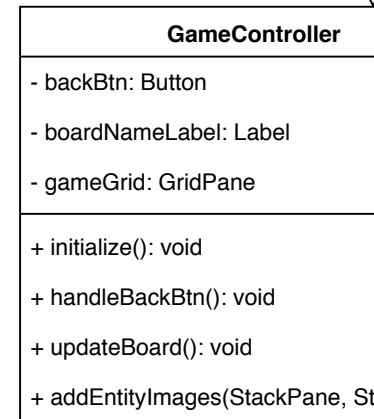 GameController
- backBtn: Button
- boardNameLabel: Label
- gameGrid: GridPane
+ initialize(): void
+ handleBackBtn(): void
+ updateBoard(): void
+ addEntityImages(StackPane, St